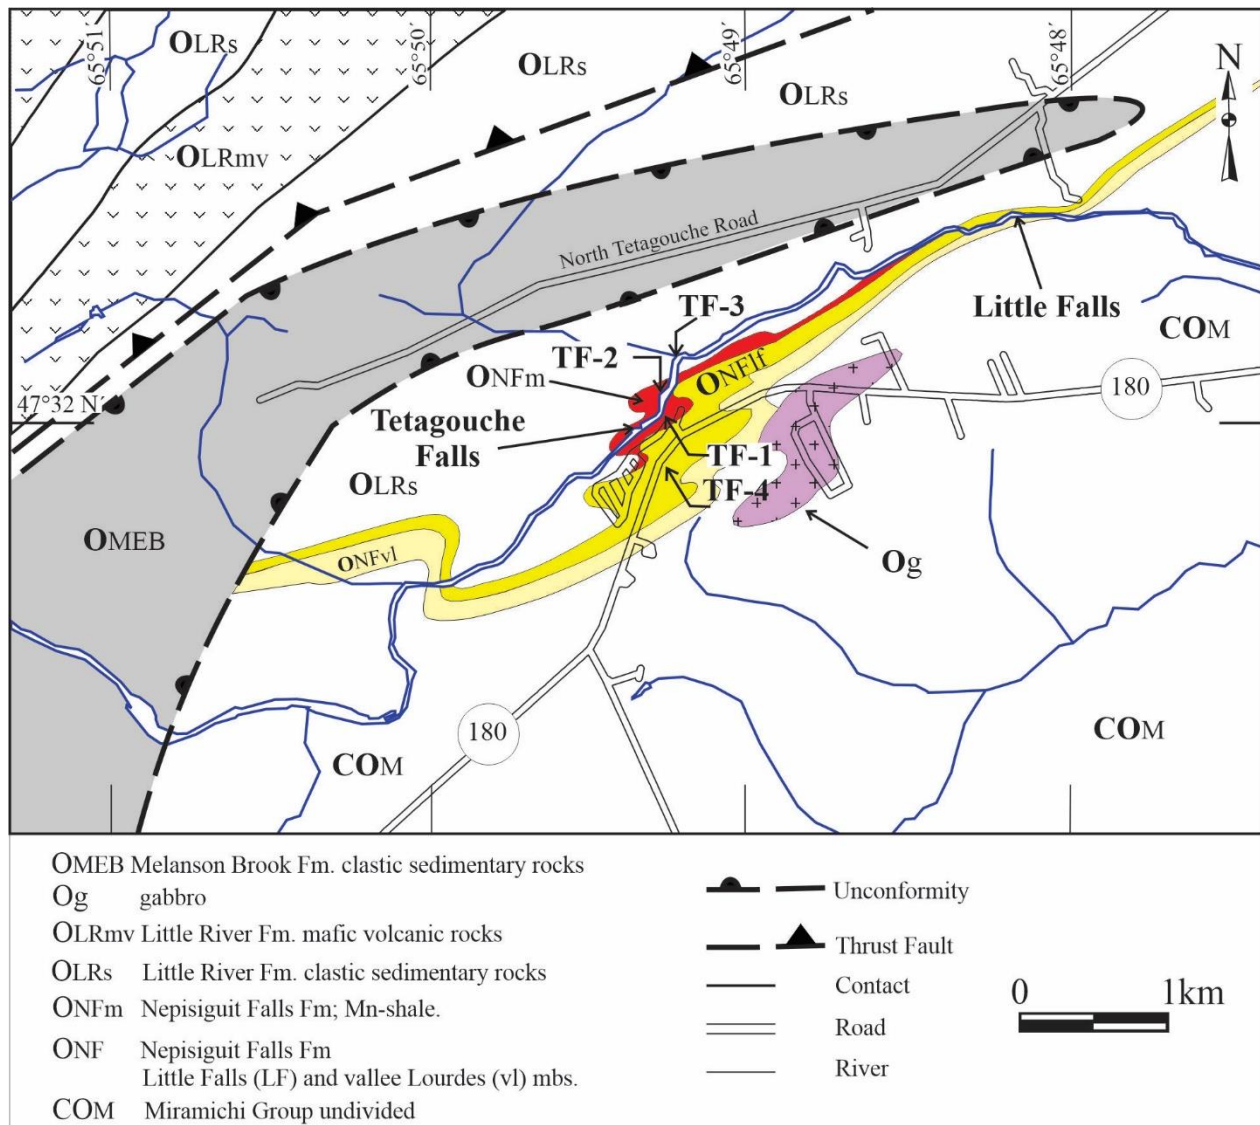 65°51´
65°50´
65°49´
65°48´
OLRs
OLRs
OLRs
N
OLRmv
North Tetagouche Road
TF-3
Little Falls
TF-2
COM
ONFm
ONFlf
180
47°32 N´
Tetagouche
Falls
TF-1
TF-4
OLRs
OMEB
ONFvl
Og
180
COM
COM
OMEB Melanson Brook Fm. clastic sedimentary rocks
Og gabbro
OLRmv Little River Fm. mafic volcanic rocks
OLRs Little River Fm. clastic sedimentary rocks
ONFm Nepisiguit Falls Fm; Mn-shale.
ONF Nepisiguit Falls Fm
Little Falls (LF) and vallee Lourdes (vl) mbs.
COM Miramichi Group undivided
Unconformity
Thrust Fault
Contact
Road
River
0 1km